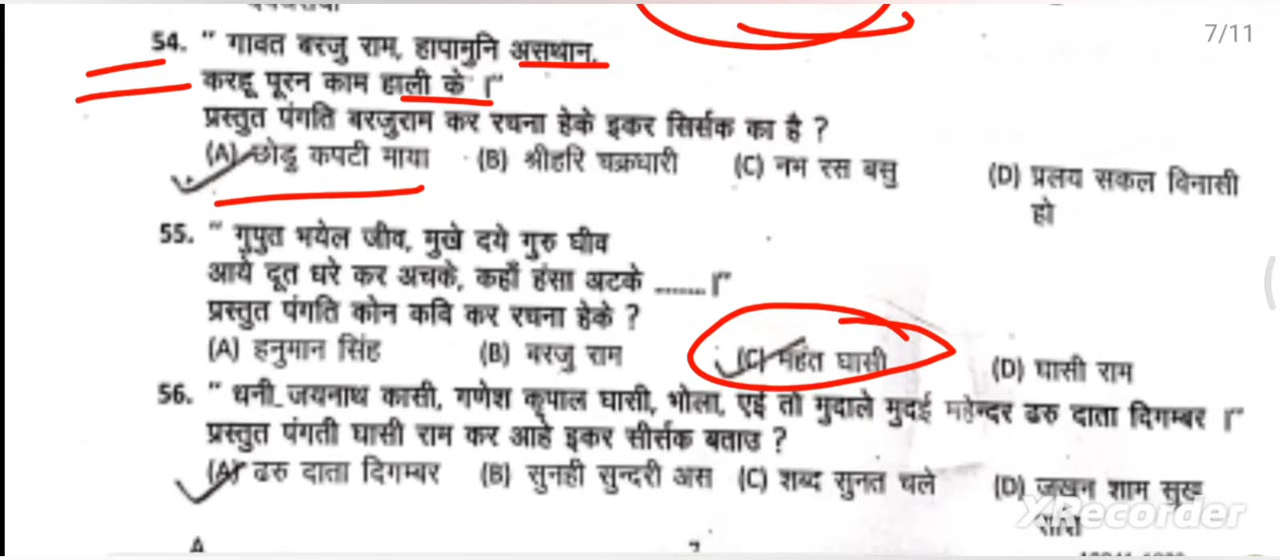 7/11
54. " गावत बरजु राम, हापामुनि असथान,
करहू पूरन काम हाली के ।"
प्रस्तुत पंगति बरजुराम कर रचना हेके इकर सिर्सक का है ?
(A) छोडु कपटी माया (B) श्रीहरि चक्रधारी (C) नभ रस बसु (D) प्रलय सकल विनासी
हो
55. " गुपुत भयेल जीव, मुखे दये गुरु घीव
आये दूत धरे कर अचके, कहाँ हंसा अटके ....... ।"
प्रस्तुत पंगति कोन कवि कर रचना हेके ?
(A) हनुमान सिंह (B) बरजु राम (C) महंत घासी (D) घासी राम
56. " धनी जयनाथ कासी, गणेश कृपाल घासी, भोला, एई तो मुदाले मुदई महेन्दर ढरु दाता दिगम्बर ।"
प्रस्तुत पंगती घासी राम कर आहे इकर सीर्सक बताउ ?
(A) ढरु दाता दिगम्बर (B) सुनही सुन्दरी अस (C) शब्द सुनत चले (D) जखन शाम सुख
XRecorder